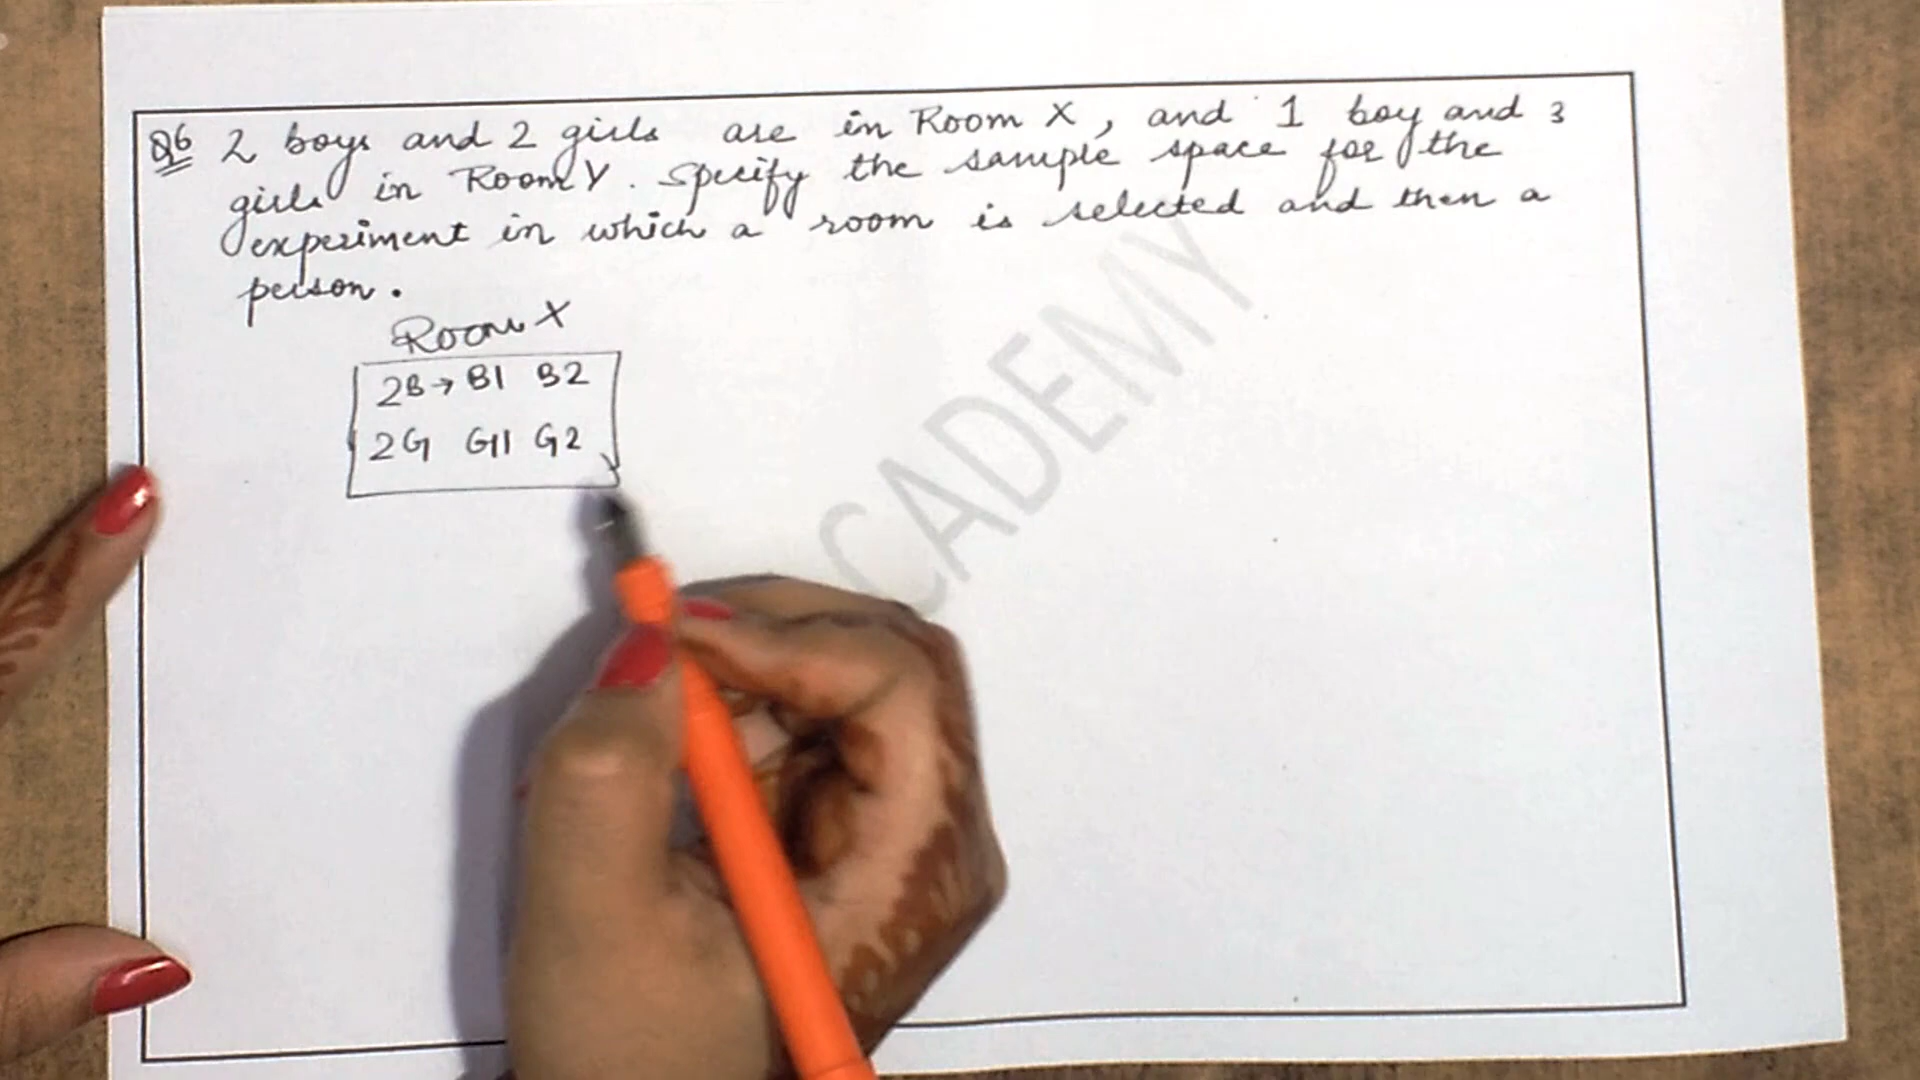 Q6 2 boys and 2 girls are in Room X, and 1 boy and 3
girls in Room Y. Specify the sample space for the
experiment in which a room is selected and then a
person.
Room X
2B → B1 B2
2G G1 G2
CADEMY